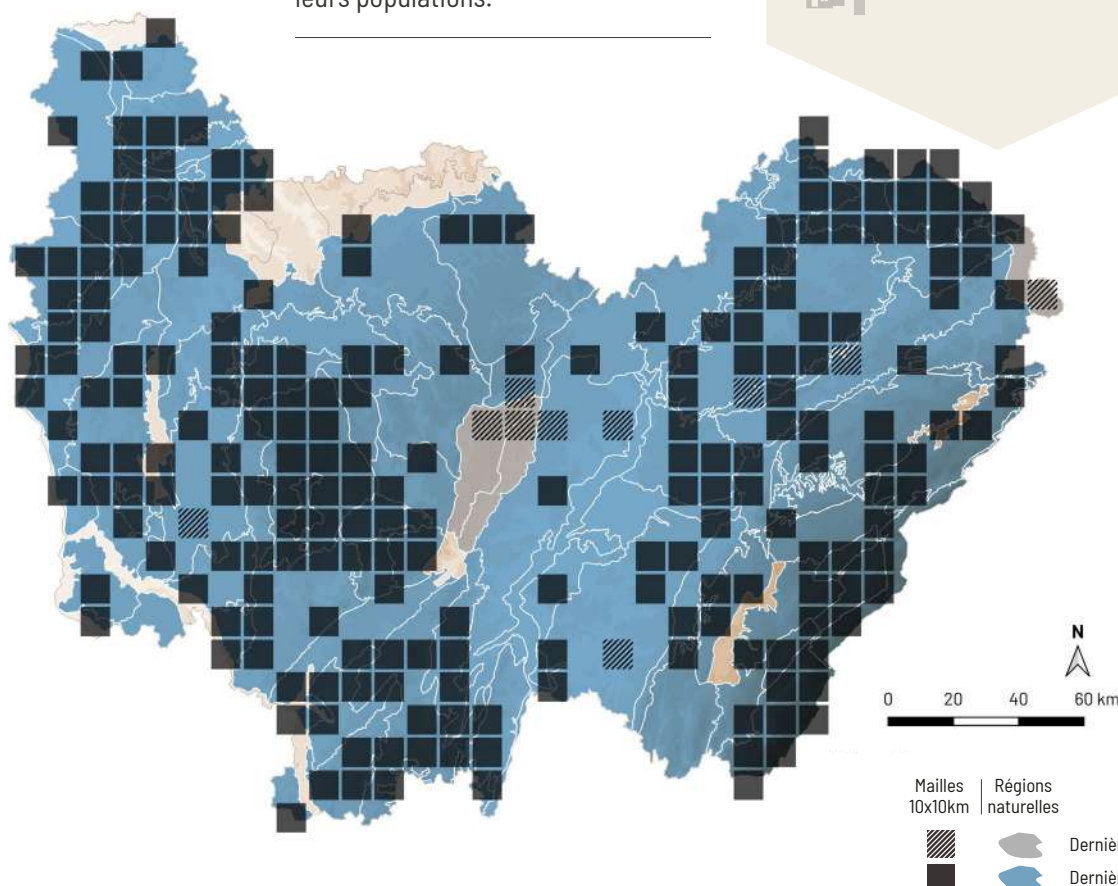 leurs populations.
N
0 20 40 60 km
Mailles | Régions
10x10km | naturelles
Dernièr
Dernièr